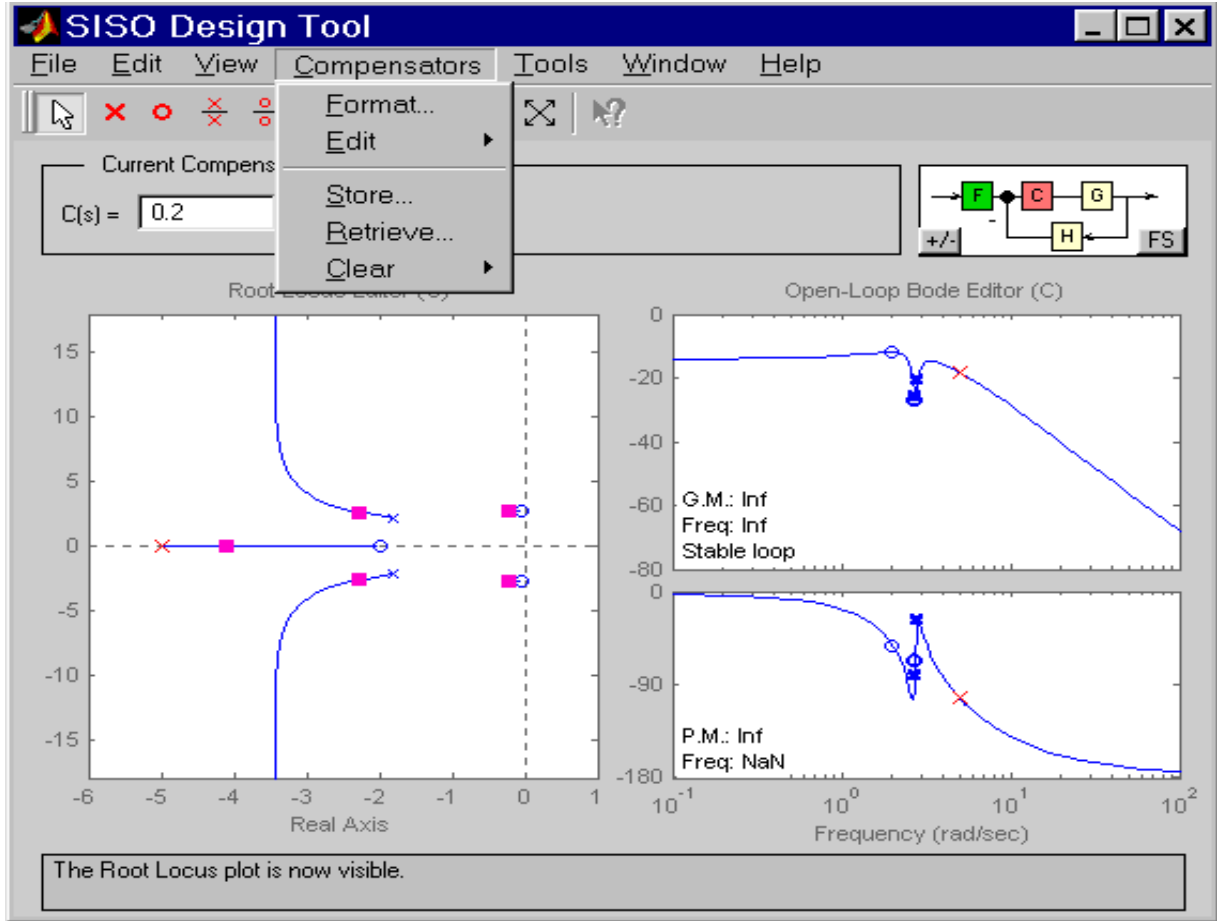 SISO Design Tool
File Edit View Compensators Tools Window Help
Format...
Edit
Store...
Retrieve...
Clear
Current Compens
C(s) = 0.2
F C G
H
+/- FS
Root Locus Editor (C)
15
10
5
0
-5
-10
-15
-6 -5 -4 -3 -2 -1 0 1
Real Axis
Open-Loop Bode Editor (C)
0
-20
-40
-60
-80
G.M.: Inf
Freq: Inf
Stable loop
0
-90
-180
P.M.: Inf
Freq: NaN
10^-1 10^0 10^1 10^2
Frequency (rad/sec)
The Root Locus plot is now visible.